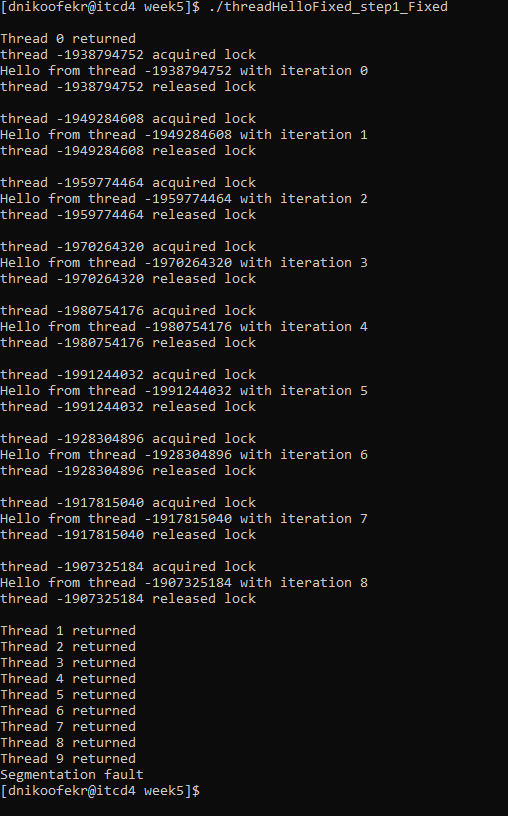 [dnikoofekr@itcd4 week5]$ ./threadHelloFixed_step1_Fixed
Thread 0 returned
thread -1938794752 acquired lock
Hello from thread -1938794752 with iteration 0
thread -1938794752 released lock
thread -1949284608 acquired lock
Hello from thread -1949284608 with iteration 1
thread -1949284608 released lock
thread -1959774464 acquired lock
Hello from thread -1959774464 with iteration 2
thread -1959774464 released lock
thread -1970264320 acquired lock
Hello from thread -1970264320 with iteration 3
thread -1970264320 released lock
thread -1980754176 acquired lock
Hello from thread -1980754176 with iteration 4
thread -1980754176 released lock
thread -1991244032 acquired lock
Hello from thread -1991244032 with iteration 5
thread -1991244032 released lock
thread -1928304896 acquired lock
Hello from thread -1928304896 with iteration 6
thread -1928304896 released lock
thread -1917815040 acquired lock
Hello from thread -1917815040 with iteration 7
thread -1917815040 released lock
thread -1907325184 acquired lock
Hello from thread -1907325184 with iteration 8
thread -1907325184 released lock
Thread 1 returned
Thread 2 returned
Thread 3 returned
Thread 4 returned
Thread 5 returned
Thread 6 returned
Thread 7 returned
Thread 8 returned
Thread 9 returned
Segmentation fault
[dnikoofekr@itcd4 week5]$